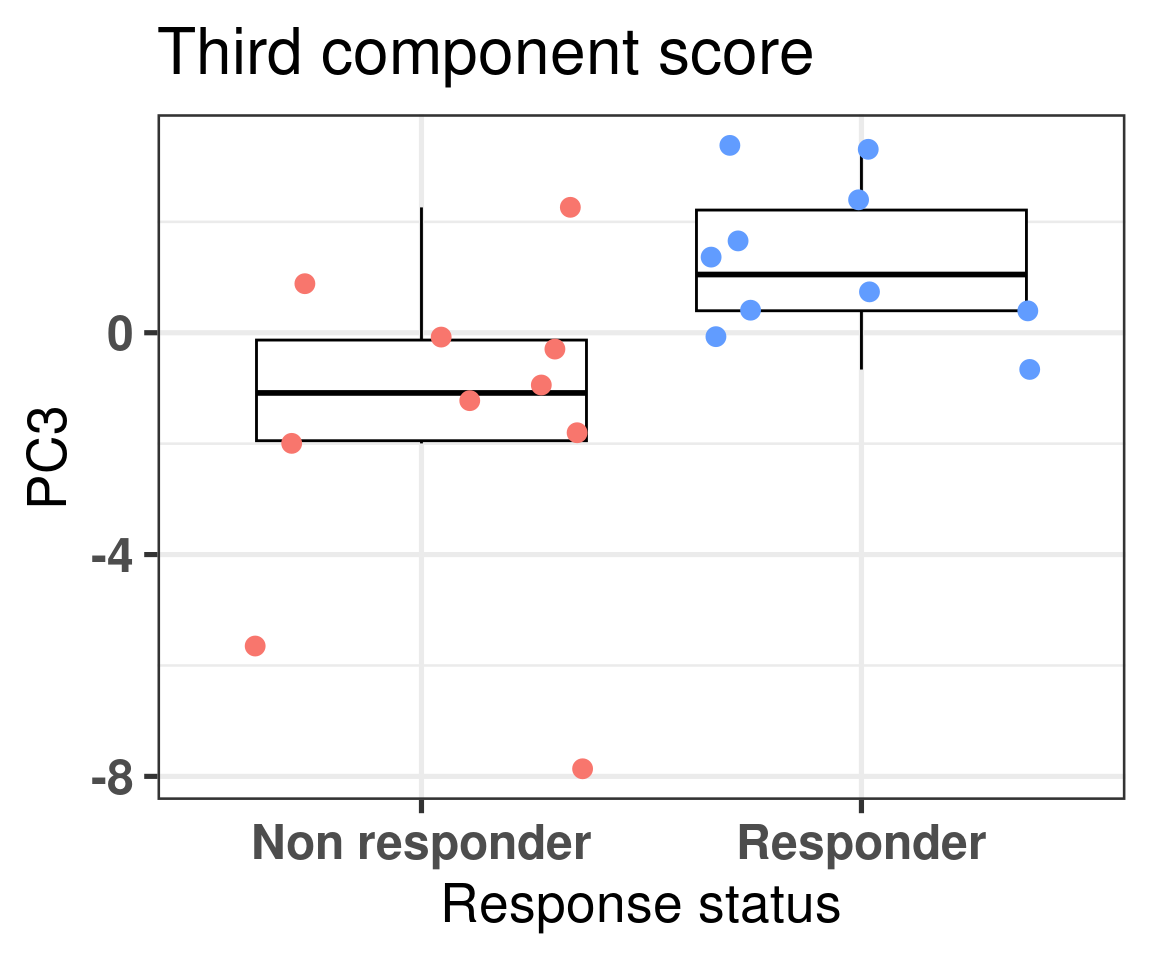 Third component score
PC3
0
-4
-8
Non responder
Responder
Response status